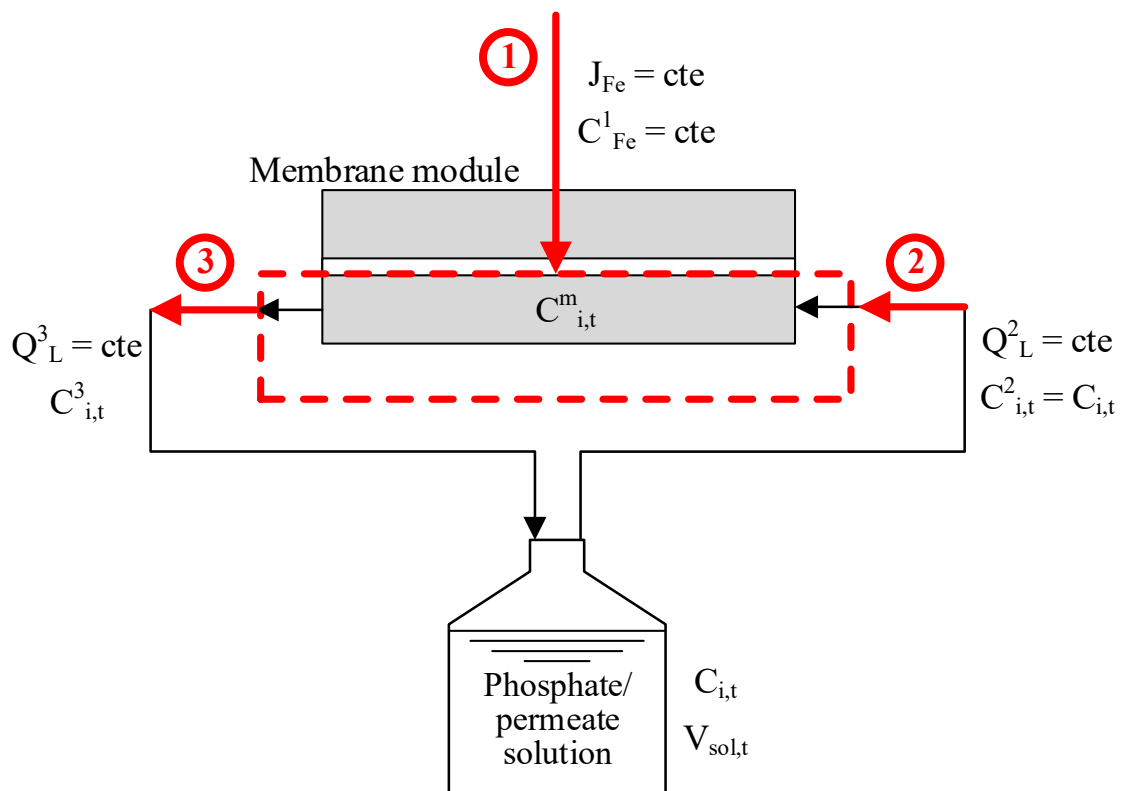 1
J_Fe = cte
C^1_Fe = cte
Membrane module
3
2
C^m_i,t
Q^3_L = cte
C^3_i,t
Q^2_L = cte
C^2_i,t = C_i,t
Phosphate/
permeate
solution
C_i,t
V_sol,t